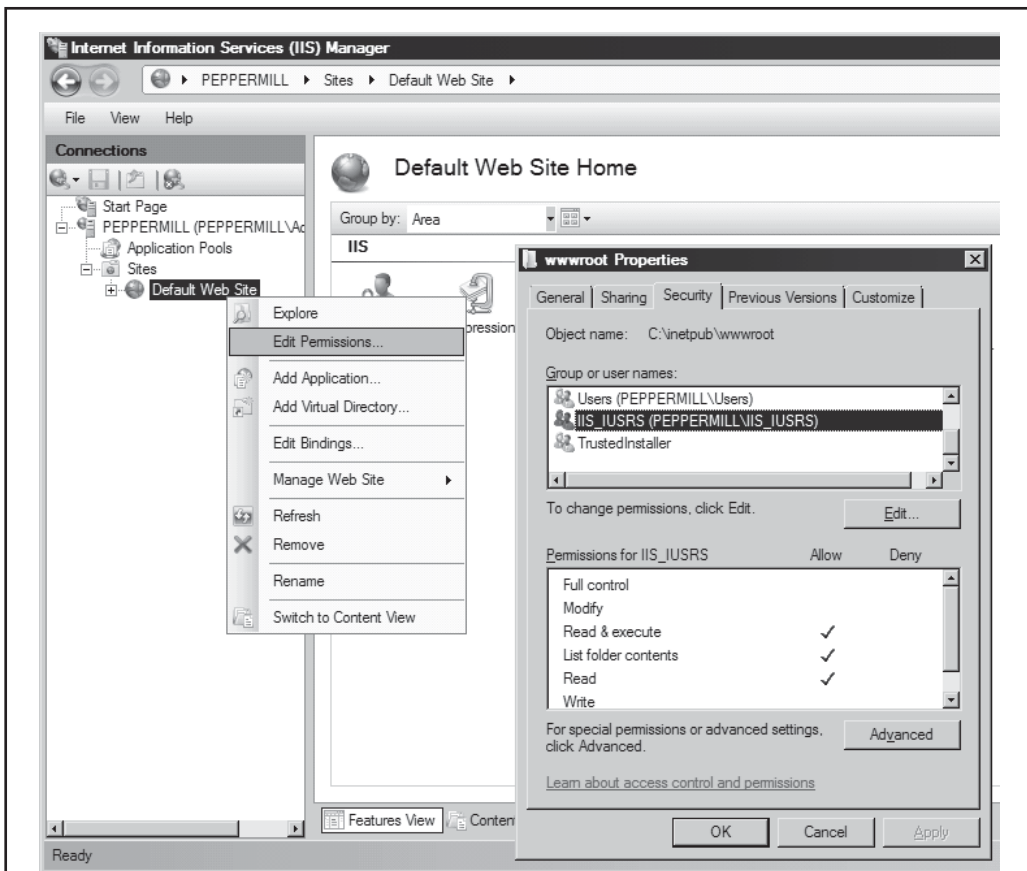 Internet Information Services (IIS) Manager
PEPPERMILL Sites Default Web Site
File View Help
Connections
Start Page
PEPPERMILL (PEPPERMILL\Ad
Application Pools
Sites
Default Web Site
Default Web Site Home
Group by: Area
IIS
pression
Explore
Edit Permissions...
Add Application...
Add Virtual Directory...
Edit Bindings...
Manage Web Site
Refresh
Remove
Rename
Switch to Content View
wwwroot Properties
General Sharing Security Previous Versions Customize
Object name: C:\inetpub\wwwroot
Group or user names:
Users (PEPPERMILL\Users)
IIS_IUSRS (PEPPERMILL\IIS_IUSRS)
TrustedInstaller
To change permissions, click Edit.
Edit...
Permissions for IIS_IUSRS Allow Deny
Full control
Modify
Read & execute
List folder contents
Read
Write
For special permissions or advanced settings,
click Advanced.
Advanced
Learn about access control and permissions
OK Cancel Apply
Features View Conten
Ready